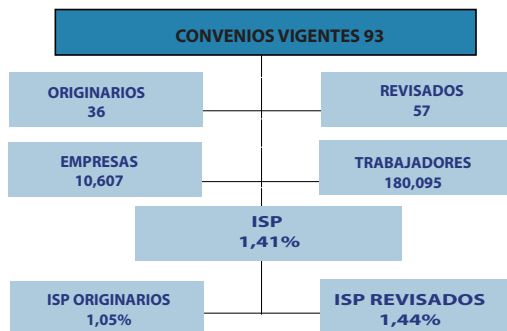 CONVENIOS VIGENTES 93
ORIGINARIOS
36
REVISADOS
57
EMPRESAS
10,607
TRABAJADORES
180,095
ISP
1,41%
ISP ORIGINARIOS
1,05%
ISP REVISADOS
1,44%